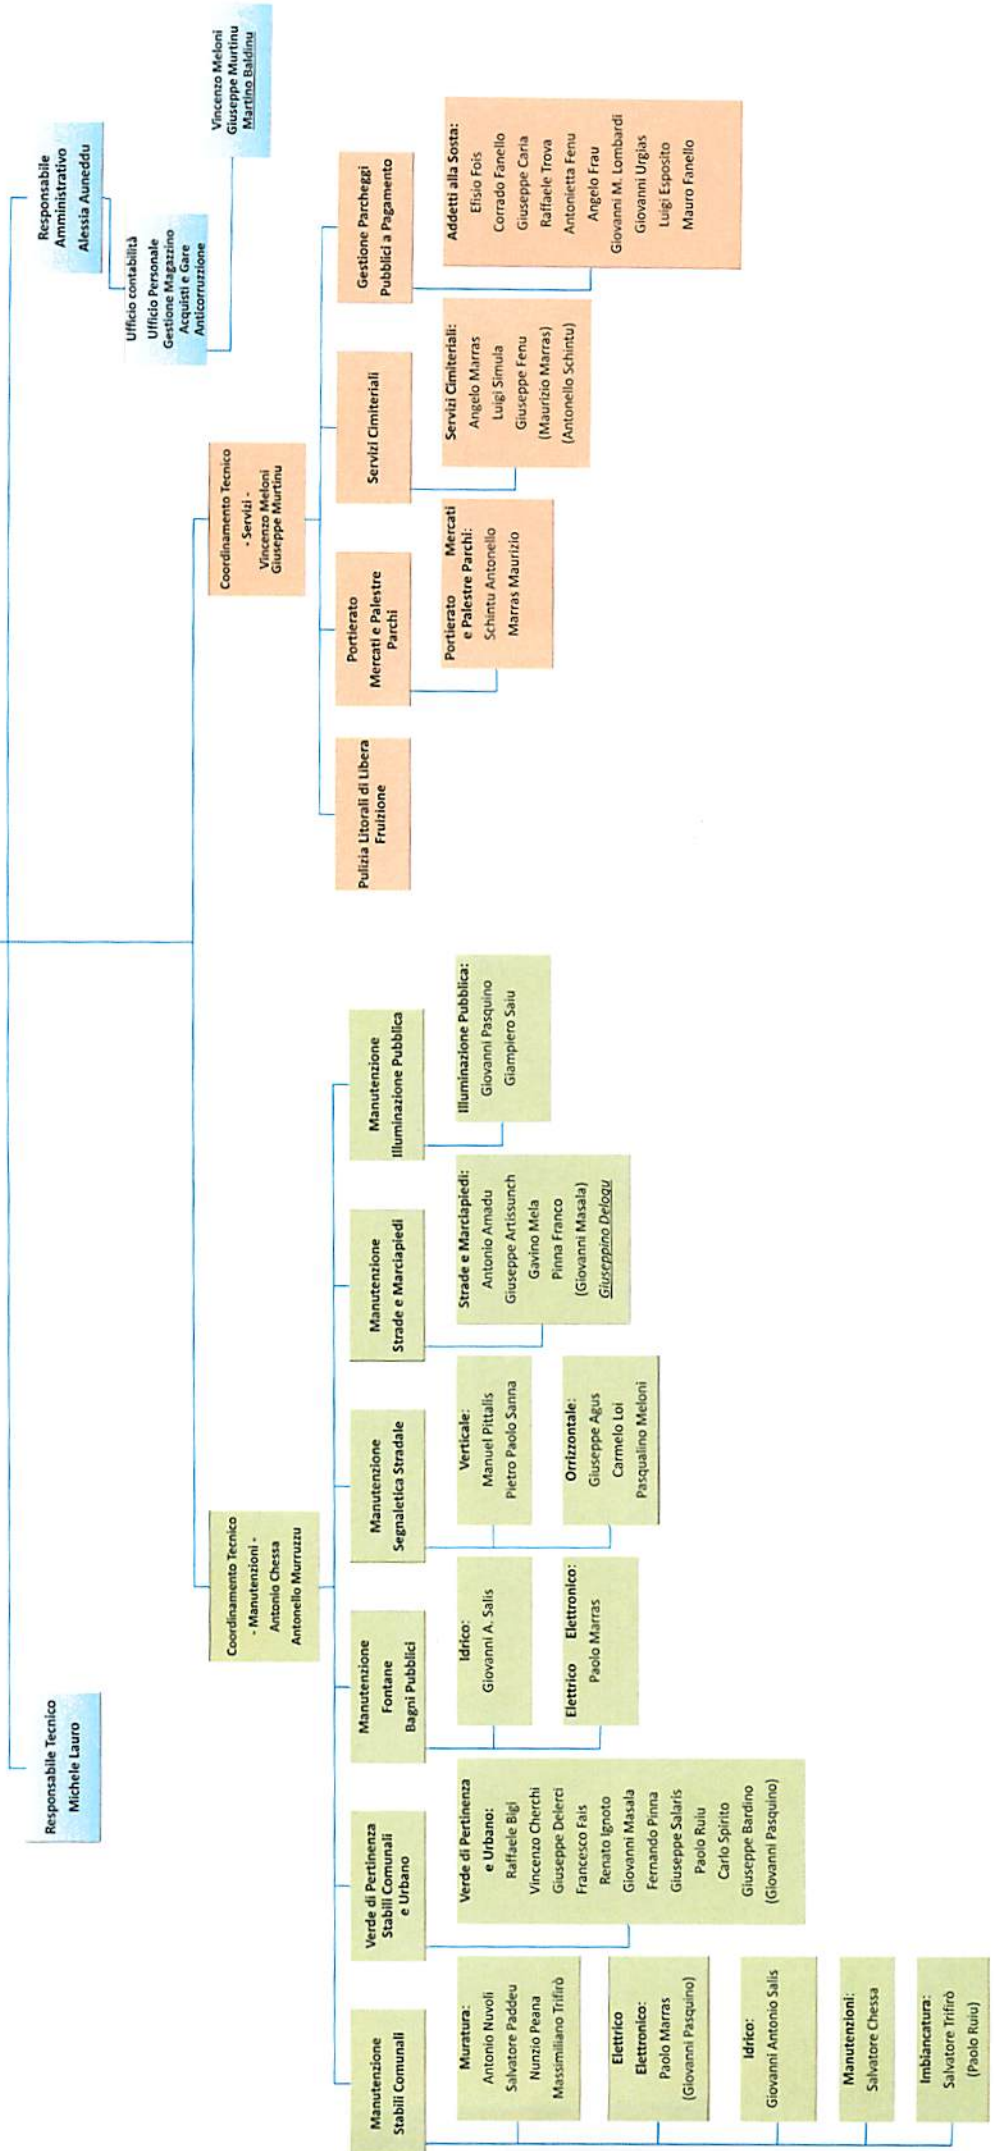 Responsabile Tecnico
Michele Lauro
Responsabile
Amministrativo
Alessia Auneddu
Ufficio contabilità
Ufficio Personale
Gestione Magazzino
Acquisti e Gare
Anticorruzzione
Vincenzo Meloni
Giuseppe Murtinu
Martino Baldinu
Coordinamento Tecnico
- Manutenzioni -
Antonio Chessa
Antonello Murruzzu
Coordinamento Tecnico
- Servizi -
Vincenzo Meloni
Giuseppe Murtinu
Manutenzione
Stabili Comunali
Muratura:
Antonio Nuvoli
Salvatore Paddeu
Nunzio Peana
Massimiliano Trifirò
Elettrico
Elettronico:
Paolo Marras
(Giovanni Pasquino)
Idrico:
Giovanni Antonio Salis
Manutenzioni:
Salvatore Chessa
Imbiancatura:
Salvatore Trifirò
(Paolo Ruiu)
Verde di Pertinenza
Stabili Comunali
e Urbano
Verde di Pertinenza
e Urbano:
Raffaele Bigi
Vincenzo Cherchi
Giuseppe Delerci
Francesco Fais
Renato Ignoto
Giovanni Masala
Fernando Pinna
Giuseppe Salaris
Paolo Ruiu
Carlo Spirito
Giuseppe Bardino
(Giovanni Pasquino)
Manutenzione
Fontane
Bagni Pubblici
Idrico:
Giovanni A. Salis
Elettrico Elettronico:
Paolo Marras
Manutenzione
Segnaletica Stradale
Verticale:
Manuel Pittalis
Pietro Paolo Sanna
Orrizzontale:
Giuseppe Agus
Carmelo Loi
Pasqualino Meloni
Manutenzione
Strade e Marciapiedi
Strade e Marciapiedi:
Antonio Amadu
Giuseppe Artissunch
Gavino Mela
Pinna Franco
(Giovanni Masala)
Giuseppino Delogu
Manutenzione
Illuminazione Pubblica
Illuminazione Pubblica:
Giovanni Pasquino
Giampiero Saiu
Pulizia Litorali di Libera
Fruizione
Portierato
Mercati e Palestre
Parchi
Portierato Mercati
e Palestre Parchi:
Schintu Antonello
Marras Maurizio
Servizi Cimiteriali
Servizi Cimiteriali:
Angelo Marras
Luigi Simula
Giuseppe Fenu
(Maurizio Marras)
(Antonello Schintu)
Gestione Parcheggi
Pubblici a Pagamento
Addetti alla Sosta:
Efisio Fois
Corrado Fanello
Giuseppe Caria
Raffaele Trova
Antonietta Fenu
Angelo Frau
Giovanni M. Lombardi
Giovanni Urgias
Luigi Esposito
Mauro Fanello